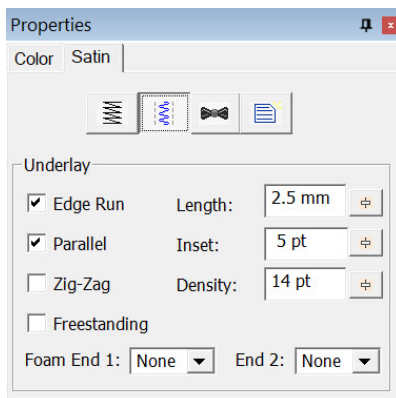 Properties
Color Satin
Underlay
Edge Run Length: 2.5 mm
Parallel Inset: 5 pt
Zig-Zag Density: 14 pt
Freestanding
Foam End 1: None End 2: None